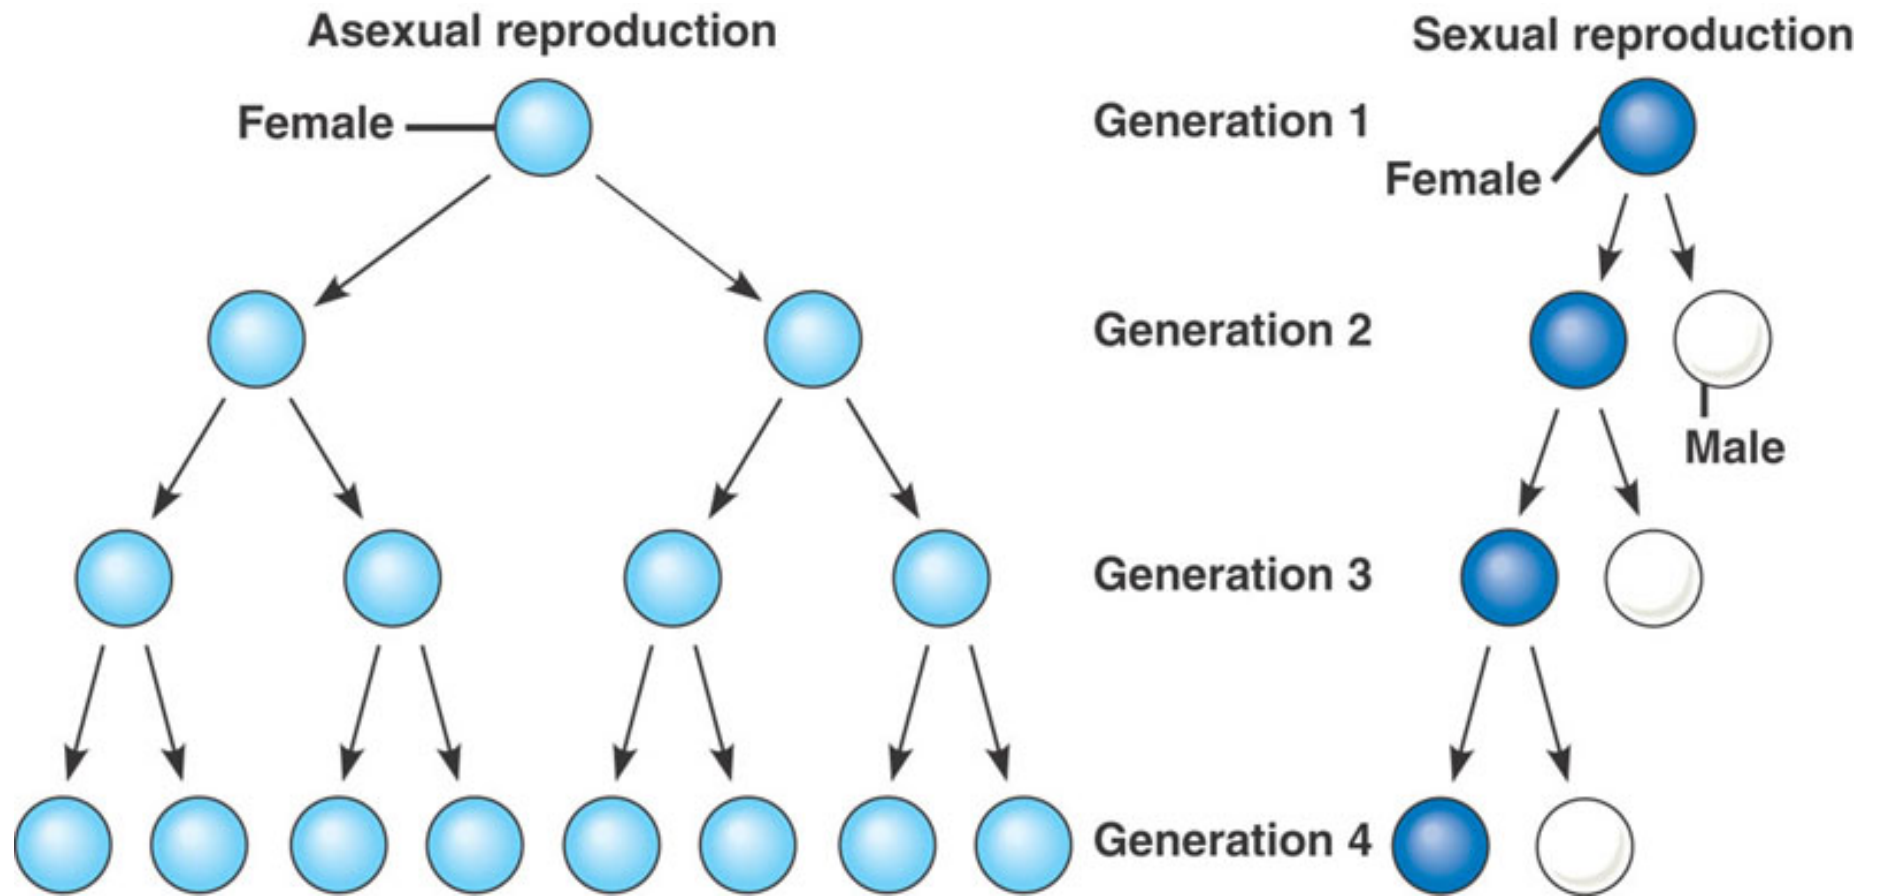 Asexual reproduction
Sexual reproduction
Female
Generation 1
Female
Generation 2
Male
Generation 3
Generation 4